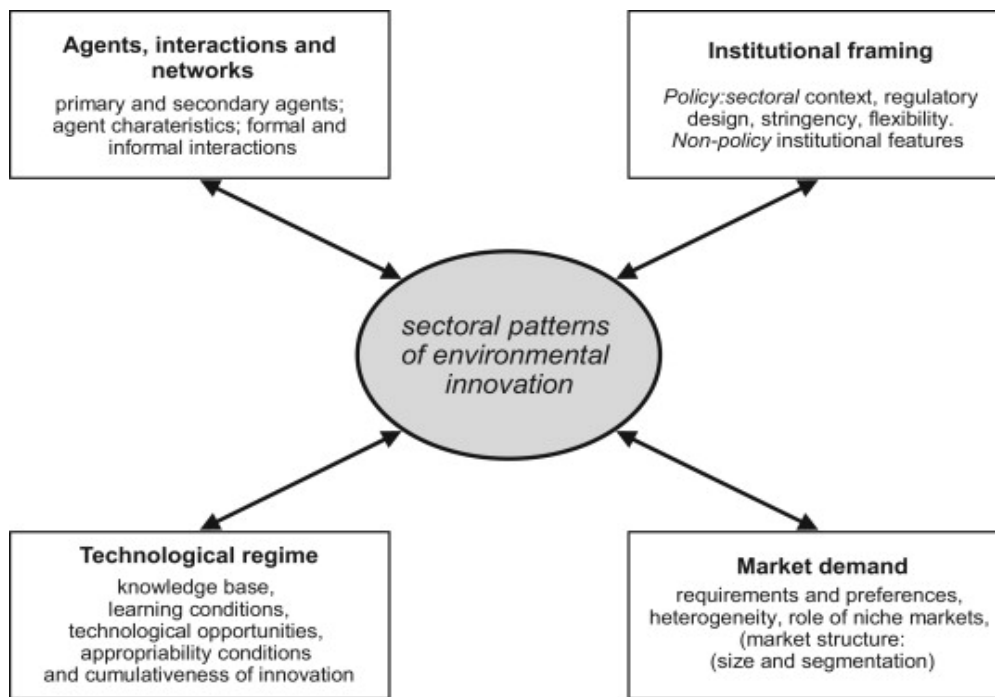 Agents, interactions and
networks
primary and secondary agents;
agent charateristics; formal and
informal interactions
Institutional framing
Policy:sectoral context, regulatory
design, stringency, flexibility.
Non-policy institutional features
sectoral patterns
of environmental
innovation
Technological regime
knowledge base,
learning conditions,
technological opportunities,
appropriability conditions
and cumulativeness of innovation
Market demand
requirements and preferences,
heterogeneity, role of niche markets,
(market structure:
(size and segmentation)